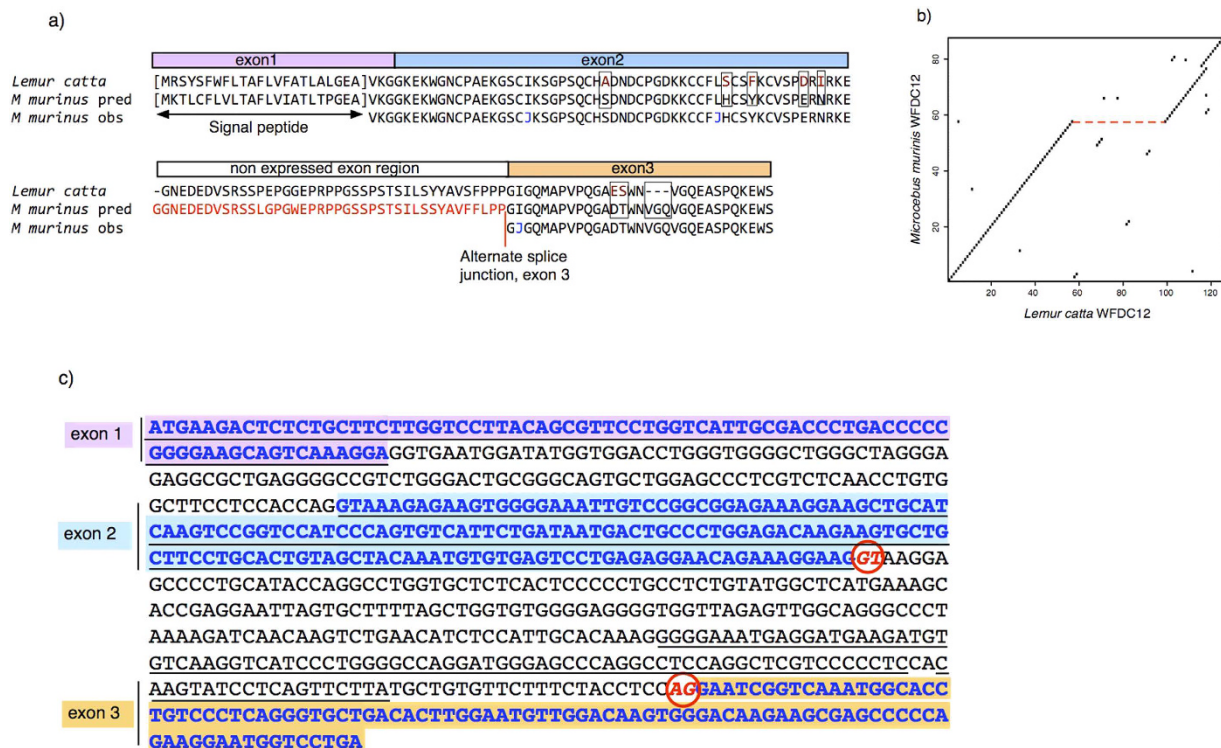 a)
exon1 exon2
Lemur catta [MRSYSFWFLTAFLVFATLALGEA]VKGGKEKWGNCPAEKGSCIKSGPSQCHADNDCPGDKKCCFLSCSFKCVSPDRIRKE
M murinus pred [MKTLCFLVLTAFLVIATLTPGEA]VKGGKEKWGNCPAEKGSCIKSGPSQCHSDNDCPGDKKCCFLHCSYKCVSPERNRKE
M murinus obs VKGGKEKWGNCPAEKGSCJKSGPSQCHSDNDCPGDKKCCFJHCSYKCVSPERNRKE
Signal peptide
non expressed exon region exon3
Lemur catta -GNEDEDVSRSSPEPGGEPRPPGSSPSTSILSYYAVSFPPPGIGQMAPVPQGAESWN---VGQEASPQKEWS
M murinus pred GGNEDEDVSRSSLGPGWEPRPPGSSPSTSILSSYAVFFLPPGIGQMAPVPQGADTWNVGQVGQEASPQKEWS
M murinus obs GJGQMAPVPQGADTWNVGQVGQEASPQKEWS
Alternate splice
junction, exon 3
b)
Microcebus murinis WFDC12
80
60
40
20
20 40 60 80 100 120
Lemur catta WFDC12
c)
exon 1
ATGAAGACTCTCTGCTTCTTGGTCCTTACAGCGTTCCTGGTCATTGCGACCCTGACCCCC
GGGGAAGCAGTCAAAGGAGGTGAATGGATATGGTGGACCTGGGTGGGGCTGGGCTAGGGA
GAGGCGCTGAGGGGCCGTCTGGGACTGCGGGCAGTGCTGGAGCCCTCGTCTCAACCTGTG
exon 2
GCTTCCTCCACCAGGTAAAGAGAAGTGGGGAAATTGTCCGGCGGAGAAAGGAAGCTGCAT
CAAGTCCGGTCCATCCCAGTGTCATTCTGATAATGACTGCCCTGGAGACAAGAAGTGCTG
CTTCCTGCACTGTAGCTACAAATGTGTGAGTCCTGAGAGGAACAGAAAGGAAGGTAAGGA
GCCCCTGCATACCAGGCCTGGTGCTCTCACTCCCCCTGCCTCTGTATGGCTCATGAAAGC
ACCGAGGAATTAGTGCTTTTAGCTGGTGTGGGGAGGGGTGGTTAGAGTTGGCAGGGCCCT
AAAAGATCAACAAGTCTGAACATCTCCATTGCACAAAGGGGGAAATGAGGATGAAGATGT
GTCAAGGTCATCCCTGGGGCCAGGATGGGAGCCCAGGCCTCCAGGCTCGTCCCCCTCCAC
exon 3
AAGTATCCTCAGTTCTTATGCTGTGTTCTTTCTACCTCCAGGAATCGGTCAAATGGCACC
TGTCCCTCAGGGTGCTGACACTTGGAATGTTGGACAAGTGGGACAAGAAGCGAGCCCCCA
GAAGGAATGGTCCTGA